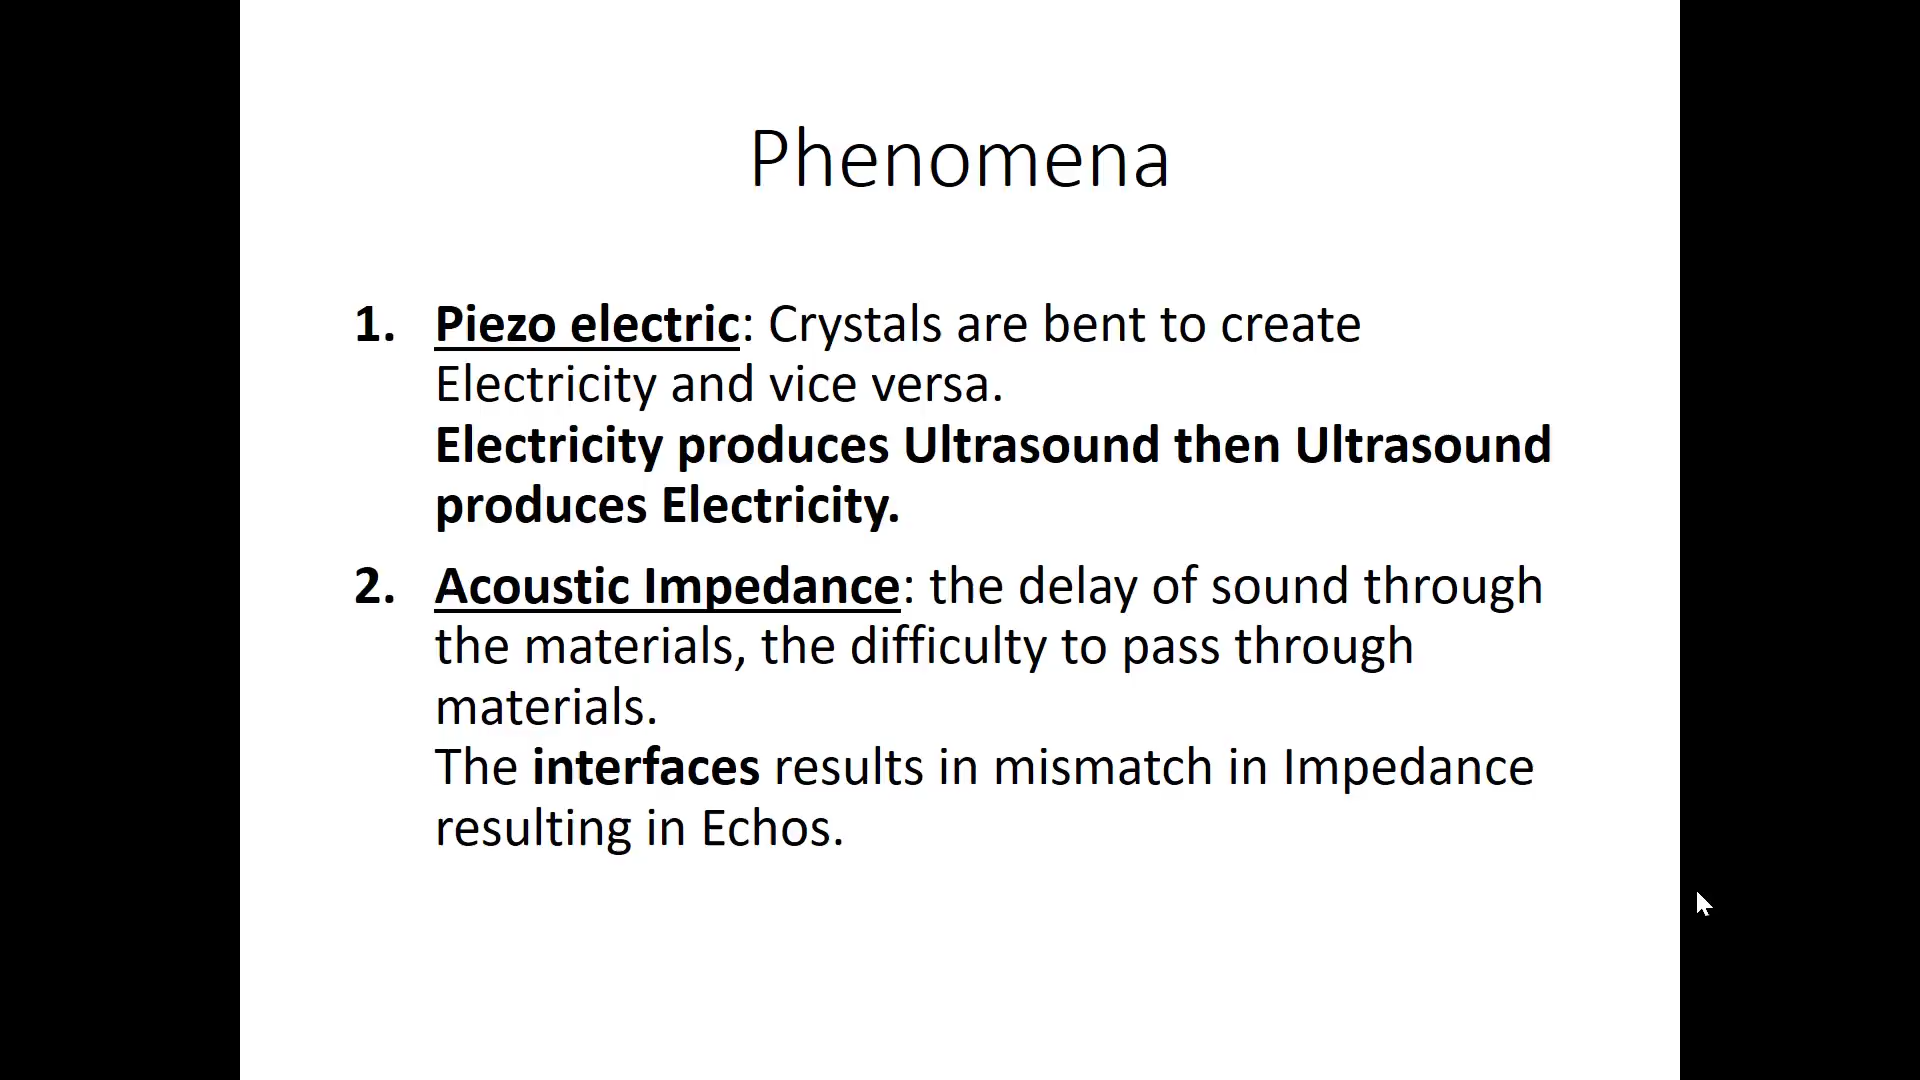 Phenomena
1. Piezo electric: Crystals are bent to create
Electricity and vice versa.
Electricity produces Ultrasound then Ultrasound
produces Electricity.
2. Acoustic Impedance: the delay of sound through
the materials, the difficulty to pass through
materials.
The interfaces results in mismatch in Impedance
resulting in Echos.